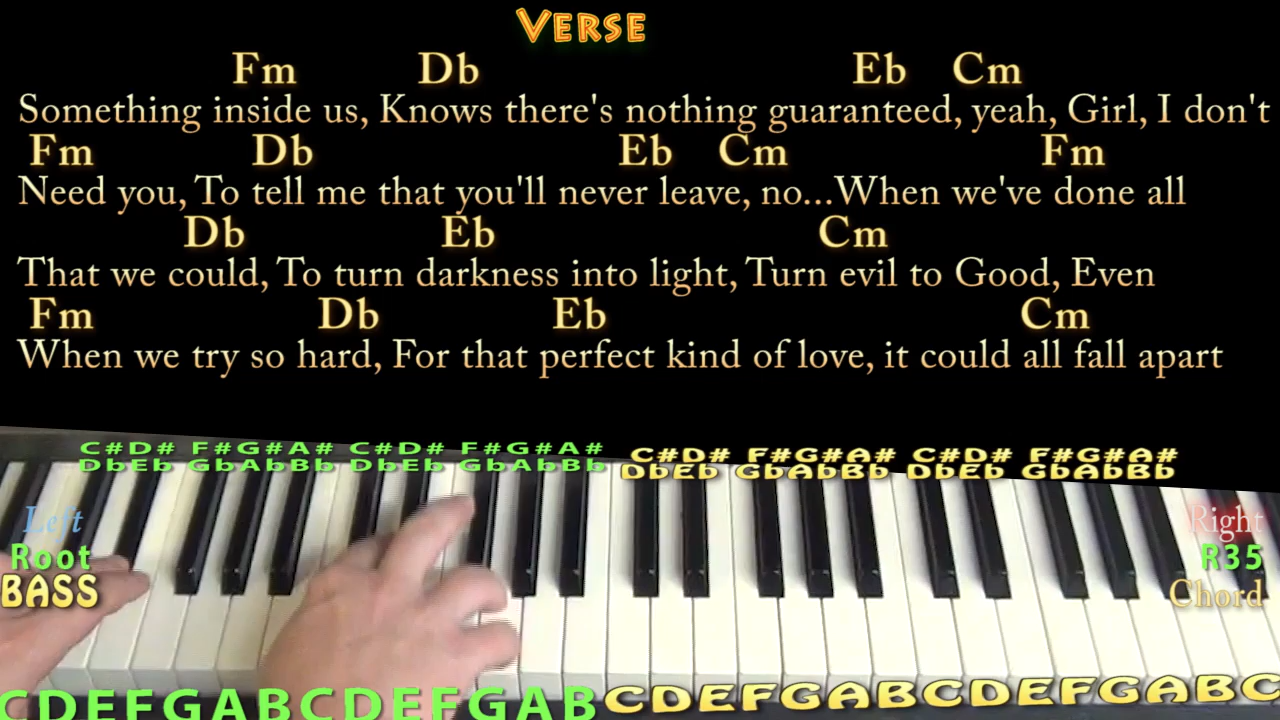 VERSE
Fm Db Eb Cm
Something inside us, Knows there's nothing guaranteed, yeah, Girl, I don't
Fm Db Eb Cm Fm
Need you, To tell me that you'll never leave, no...When we've done all
Db Eb Cm
That we could, To turn darkness into light, Turn evil to Good, Even
Fm Db Eb Cm
When we try so hard, For that perfect kind of love, it could all fall apart
C#D# F#G#A# C#D# F#G#A# C#D# F#G#A# C#D# F#G#A#
DbEb GbAbBb DbEb GbAbBb DbEb GbAbBb DbEb GbAbBb
Left Right
Root R35
BASS Chord
CDEFGABCDEFGABCDEFGABCDEFGABC